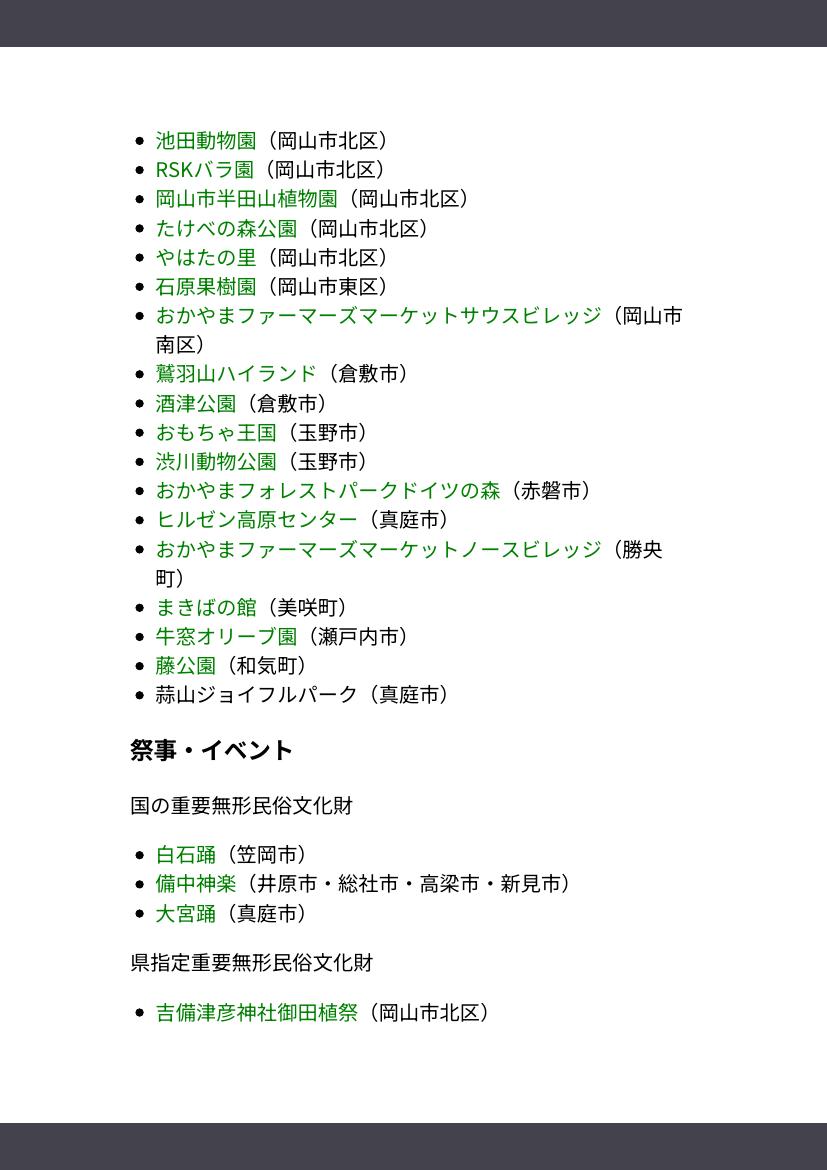 池田動物園（岡山市北区）
RSKバラ園（岡山市北区）
岡山市半田山植物園（岡山市北区）
たけべの森公園（岡山市北区）
やはたの里（岡山市北区）
石原果樹園（岡山市東区）
おかやまファーマーズマーケットサウスビレッジ（岡山市
南区）
鷲羽山ハイランド（倉敷市）
酒津公園（倉敷市）
おもちゃ王国（玉野市）
渋川動物公園（玉野市）
おかやまフォレストパークドイツの森（赤磐市）
ヒルゼン高原センター（真庭市）
おかやまファーマーズマーケットノースビレッジ（勝央
町）
まきばの館（美咲町）
牛窓オリーブ園（瀬戸内市）
藤公園（和気町）
蒜山ジョイフルパーク（真庭市）
祭事・イベント
国の重要無形民俗文化財
白石踊（笠岡市）
備中神楽（井原市・総社市・高梁市・新見市）
大宮踊（真庭市）
県指定重要無形民俗文化財
吉備津彦神社御田植祭（岡山市北区）